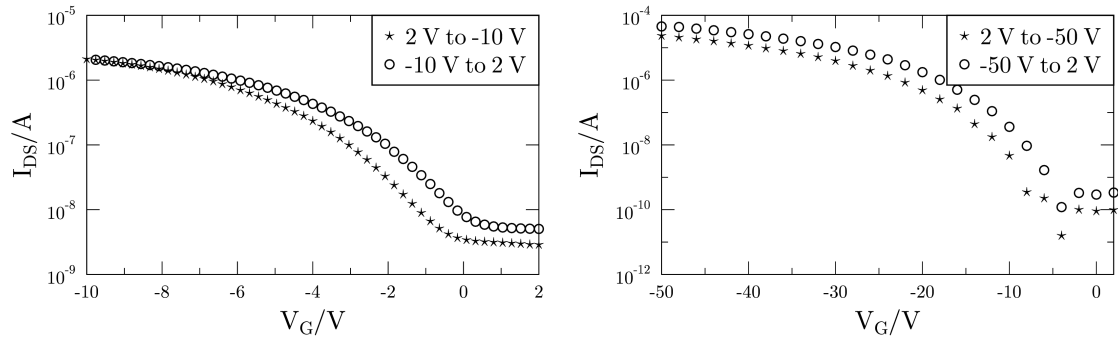 10^-5
10^-6
10^-7
10^-8
10^-9
I_DS/A
-10 -8 -6 -4 -2 0 2
V_G/V
2 V to -10 V
-10 V to 2 V
10^-4
10^-6
10^-8
10^-10
10^-12
I_DS/A
-50 -40 -30 -20 -10 0
V_G/V
2 V to -50 V
-50 V to 2 V